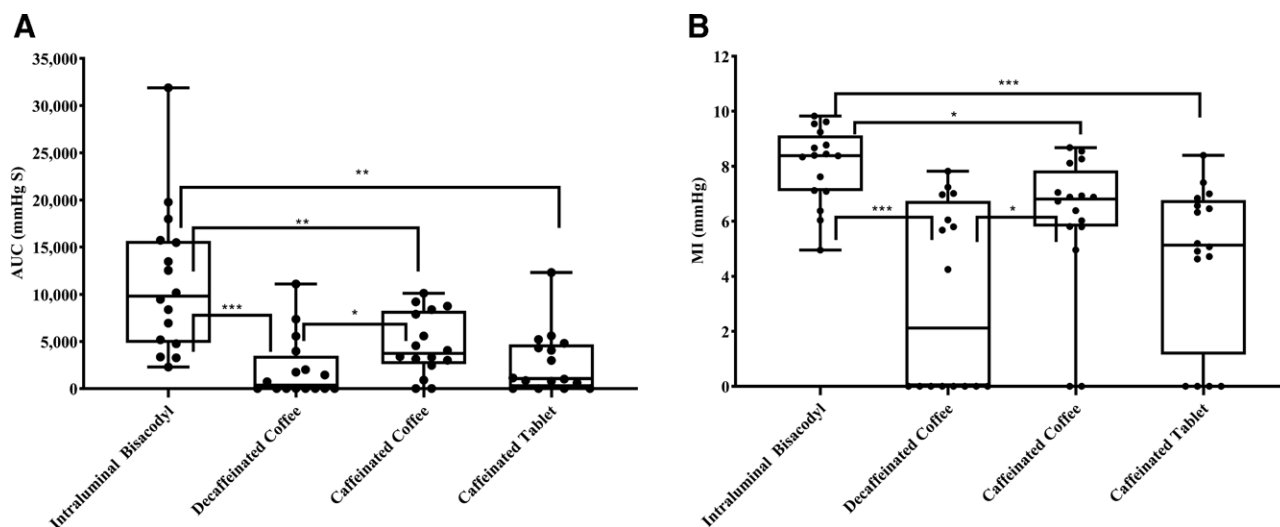 A
AUC (mmHg S)
35,000
30,000
25,000
20,000
15,000
10,000
5,000
0
**
**
***
*
Intraluminal Bisacodyl
Decaffeinated Coffee
Caffeinated Coffee
Caffeinated Tablet
B
MI (mmHg)
12
10
8
6
4
2
0
***
*
***
*
Intraluminal Bisacodyl
Decaffeinated Coffee
Caffeinated Coffee
Caffeinated Tablet